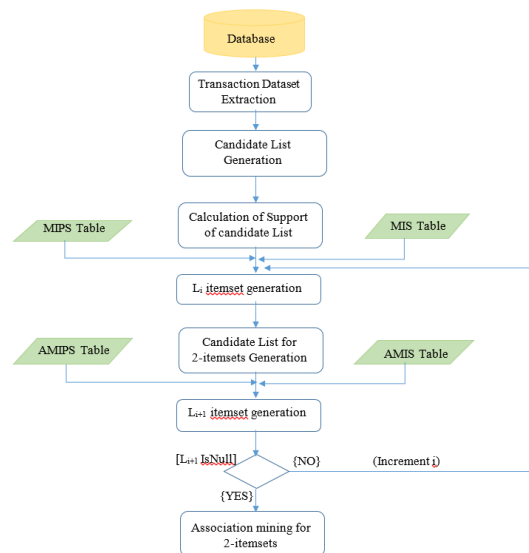 Database
Transaction Dataset
Extraction
Candidate List
Generation
Calculation of Support
of candidate List
MIPS Table
MIS Table
Li itemset generation
Candidate List for
2-itemsets Generation
AMIPS Table
AMIS Table
Li+1 itemset generation
[Li+1 IsNull]
{NO}
(Increment i)
{YES}
Association mining for
2-itemsets